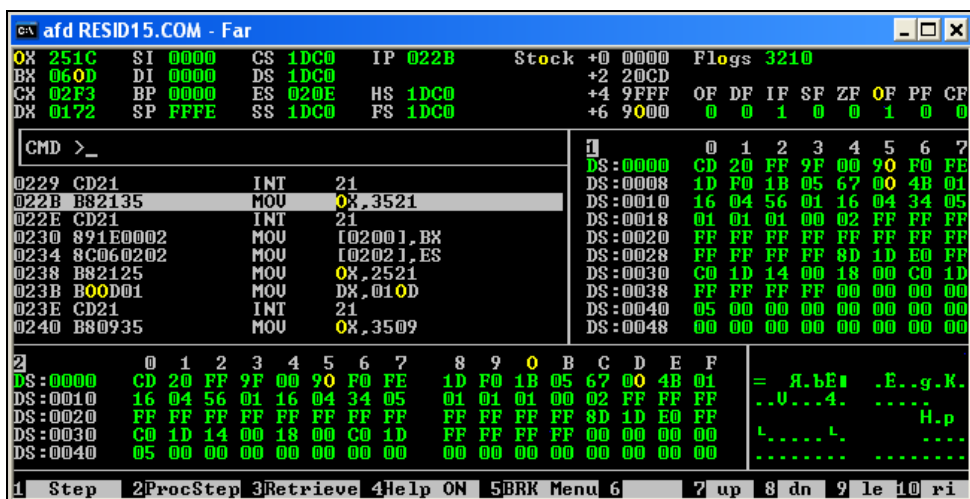 afd RESID15.COM - Far
OX 251C SI 0000 CS 1DC0 IP 022B Stock +0 0000 Flogs 3210
BX 06OD DI 0000 DS 1DC0 +2 20CD
CX 02F3 BP 0000 ES 020E HS 1DC0 +4 9FFF OF DF IF SF ZF OF PF CF
DX 0172 SP FFFE SS 1DC0 FS 1DC0 +6 9O00 0 0 1 0 0 1 0 0
CMD >_
0229 CD21 INT 21
022B B82135 MOV OX,3521
022E CD21 INT 21
0230 891E0002 MOV [0200],BX
0234 8C060202 MOV [0202],ES
0238 B82125 MOV OX,2521
023B BOOD01 MOV DX,010D
023E CD21 INT 21
0240 B80935 MOV OX,3509
1 0 1 2 3 4 5 6 7
DS:0000 CD 20 FF 9F 00 9O F0 FE
DS:0008 1D F0 1B 05 67 0O 4B 01
DS:0010 16 04 56 01 16 04 34 05
DS:0018 01 01 01 00 02 FF FF FF
DS:0020 FF FF FF FF FF FF FF FF
DS:0028 FF FF FF FF 8D 1D E0 FF
DS:0030 C0 1D 14 00 18 00 C0 1D
DS:0038 FF FF FF FF 00 00 00 00
DS:0040 05 00 00 00 00 00 00 00
DS:0048 00 00 00 00 00 00 00 00
2 0 1 2 3 4 5 6 7 8 9 O B C D E F
DS:0000 CD 20 FF 9F 00 9O F0 FE 1D F0 1B 05 67 0O 4B 01 = Я.ЬЁ■ .Ё..g.K.
DS:0010 16 04 56 01 16 04 34 05 01 01 01 00 02 FF FF FF ..V...4. .....
DS:0020 FF FF FF FF FF FF FF FF FF FF FF FF 8D 1D E0 FF Н.р
DS:0030 C0 1D 14 00 18 00 C0 1D FF FF FF FF 00 00 00 00 └.....└. ....
DS:0040 05 00 00 00 00 00 00 00 00 00 00 00 00 00 00 00 ........ ........
1 Step 2ProcStep 3Retrieve 4Help ON 5BRK Menu 6 7 up 8 dn 9 le 10 ri